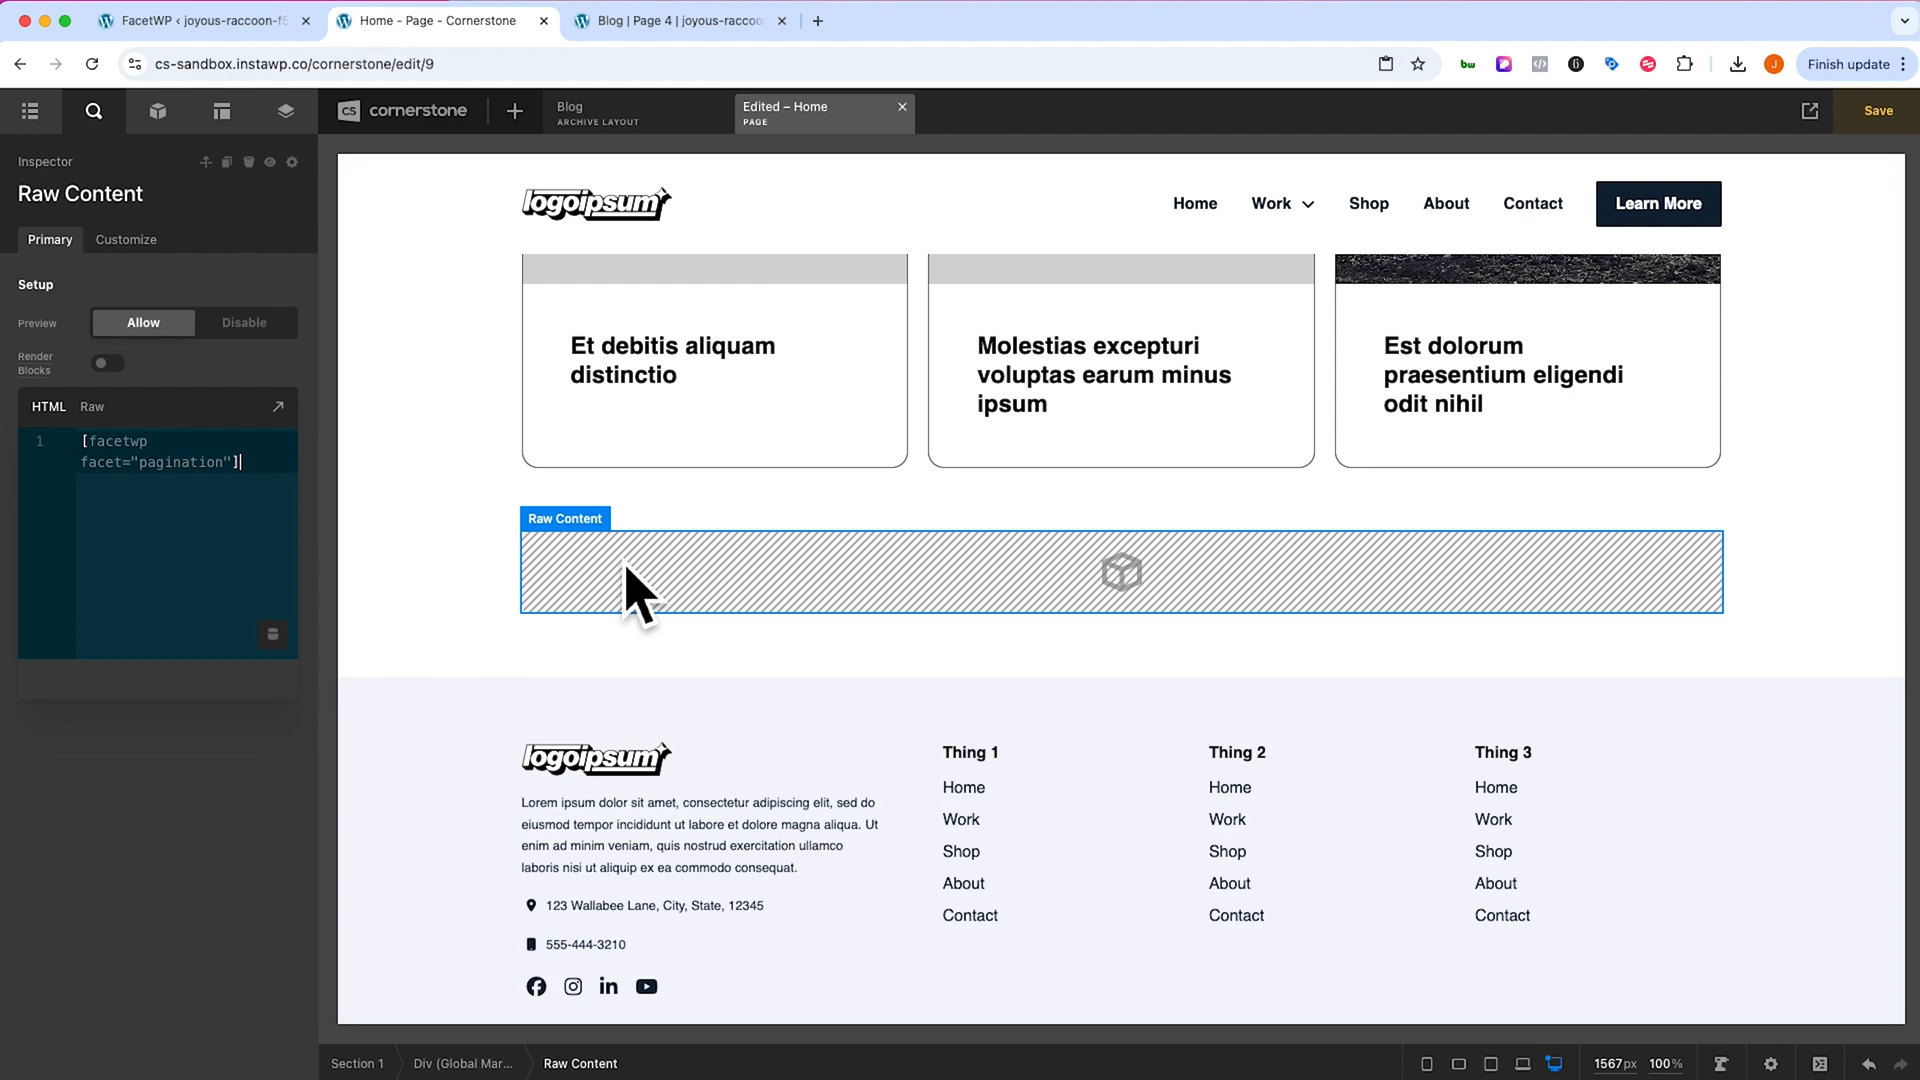 FacetWP ‹ joyous-raccoon-f5
Home - Page - Cornerstone
Blog | Page 4 | joyous-raccoo
cs-sandbox.instawp.co/cornerstone/edit/9
bw
J
Finish update
CS cornerstone
Blog
ARCHIVE LAYOUT
Edited – Home
PAGE
Save
Inspector
Raw Content
Primary
Customize
Setup
Preview
Allow
Disable
Render
Blocks
HTML
Raw
1
[facetwp
facet="pagination"]
logoipsum
Home
Work
Shop
About
Contact
Learn More
Et debitis aliquam
distinctio
Molestias excepturi
voluptas earum minus
ipsum
Est dolorum
praesentium eligendi
odit nihil
Raw Content
logoipsum
Lorem ipsum dolor sit amet, consectetur adipiscing elit, sed do
eiusmod tempor incididunt ut labore et dolore magna aliqua. Ut
enim ad minim veniam, quis nostrud exercitation ullamco
laboris nisi ut aliquip ex ea commodo consequat.
123 Wallabee Lane, City, State, 12345
555-444-3210
Thing 1
Home
Work
Shop
About
Contact
Thing 2
Home
Work
Shop
About
Contact
Thing 3
Home
Work
Shop
About
Contact
Section 1
Div (Global Mar...
Raw Content
1567px
100%